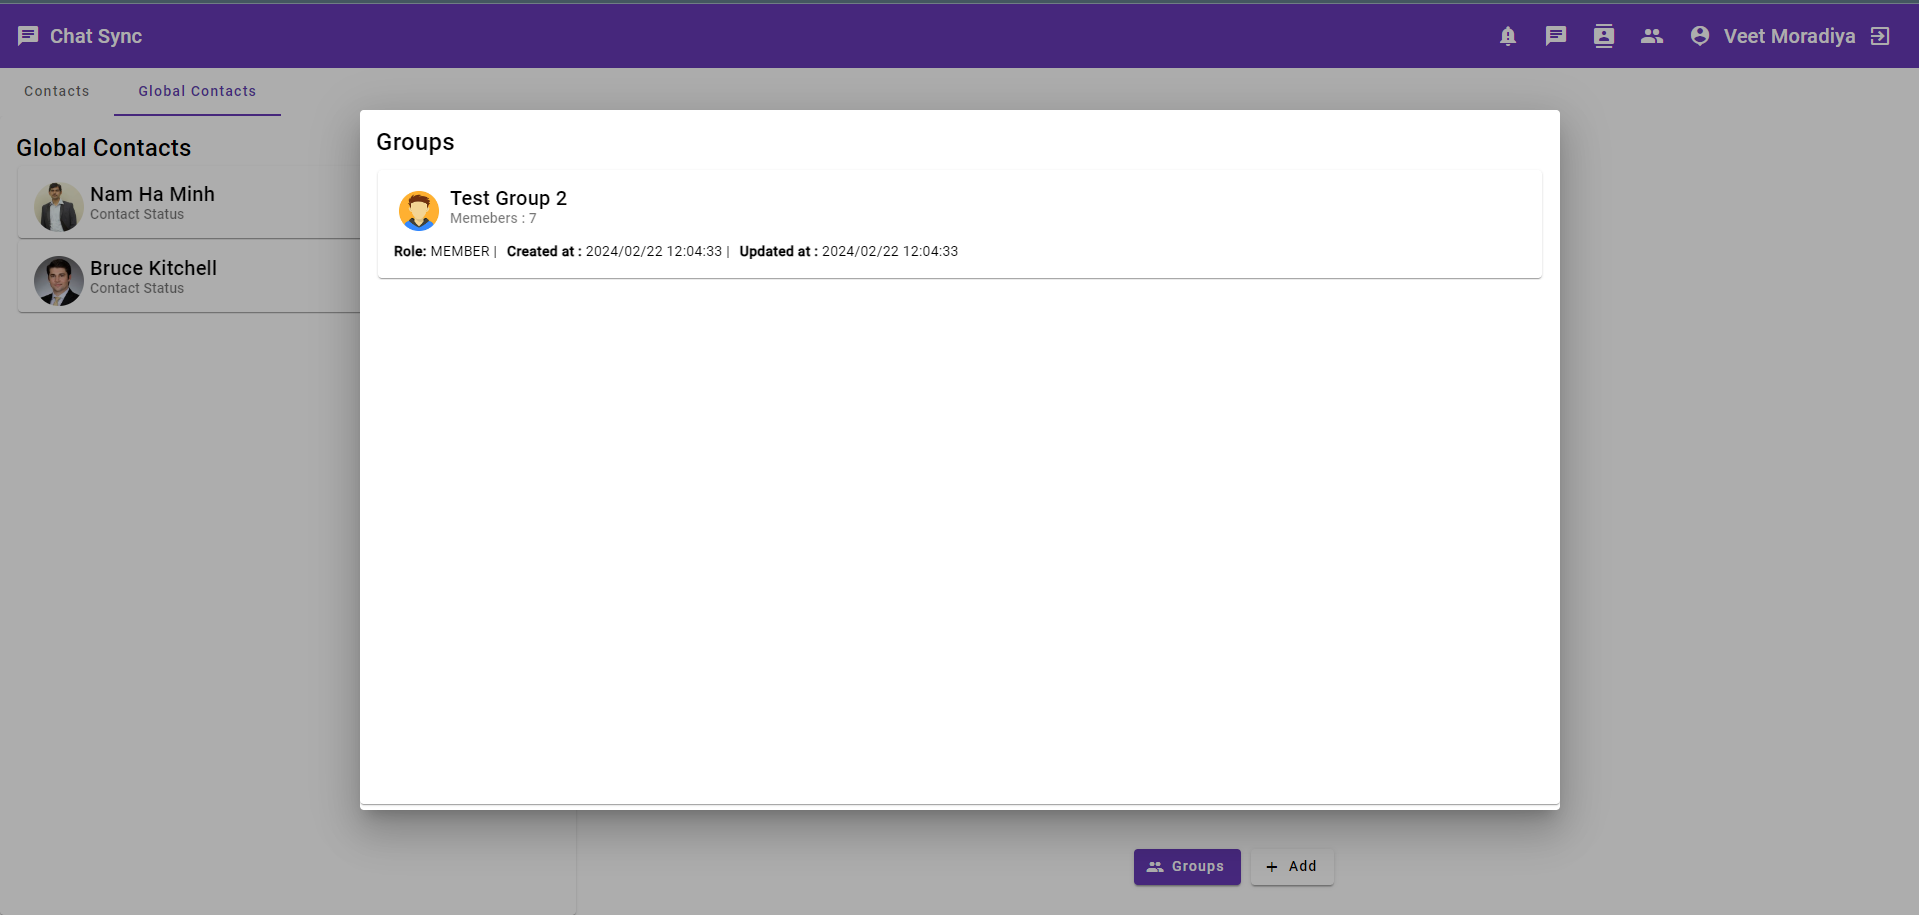 Chat Sync
Veet Moradiya
Contacts
Global Contacts
Global Contacts
Nam Ha Minh
Contact Status
Bruce Kitchell
Contact Status
Groups
Test Group 2
Memebers : 7
Role: MEMBER | Created at : 2024/02/22 12:04:33 | Updated at : 2024/02/22 12:04:33
Groups
+ Add